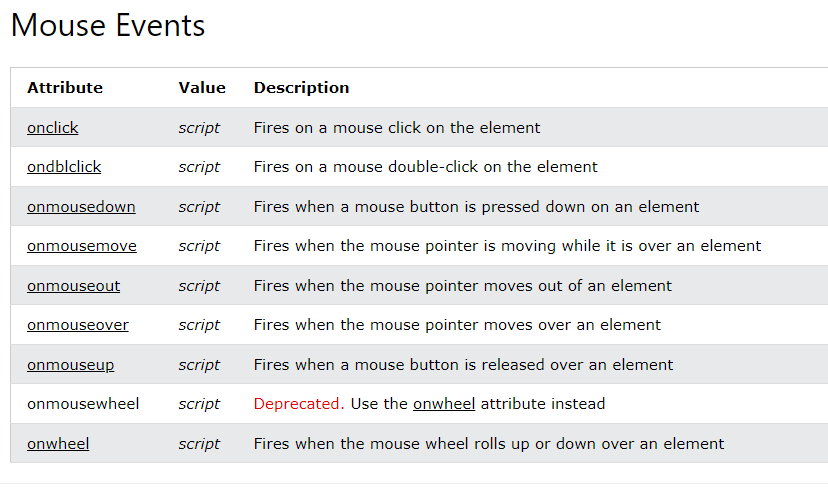 Mouse Events
Attribute Value Description
onclick script Fires on a mouse click on the element
ondblclick script Fires on a mouse double-click on the element
onmousedown script Fires when a mouse button is pressed down on an element
onmousemove script Fires when the mouse pointer is moving while it is over an element
onmouseout script Fires when the mouse pointer moves out of an element
onmouseover script Fires when the mouse pointer moves over an element
onmouseup script Fires when a mouse button is released over an element
onmousewheel script Deprecated. Use the onwheel attribute instead
onwheel script Fires when the mouse wheel rolls up or down over an element